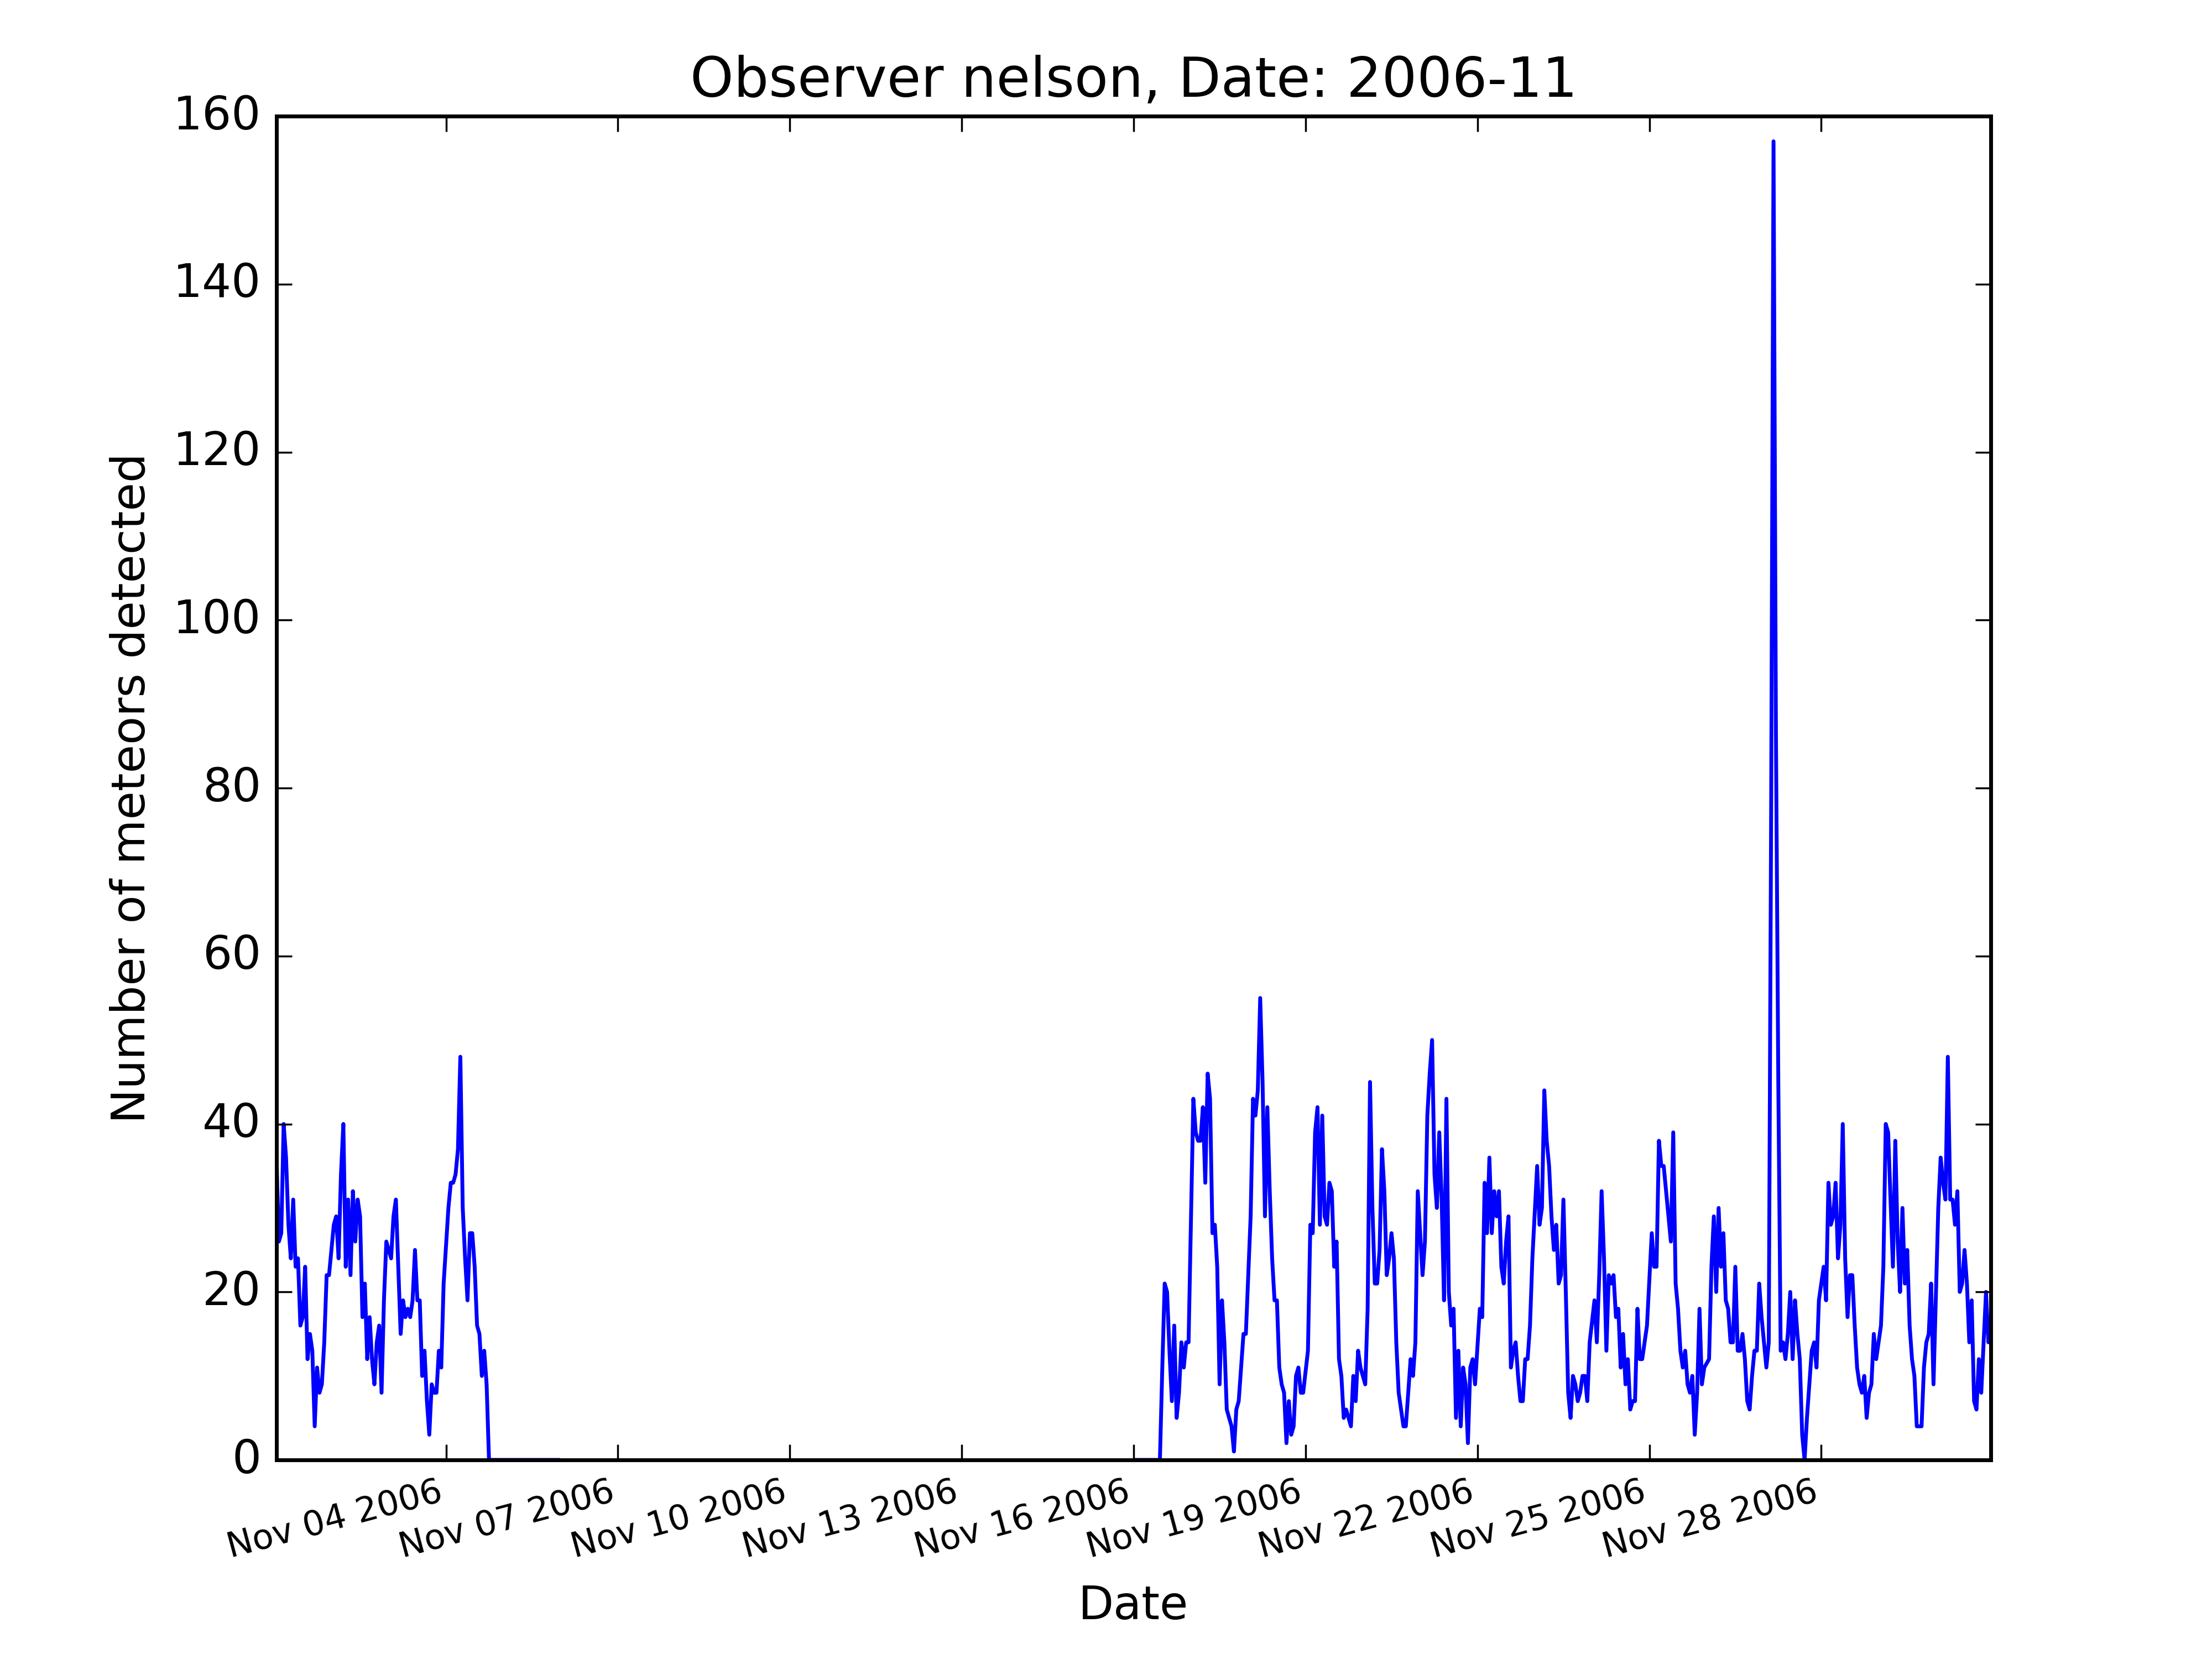 Observer nelson, Date: 2006-11
160
140
120
100
80
60
40
20
0
Number of meteors detected
Nov 04 2006
Nov 07 2006
Nov 10 2006
Nov 13 2006
Nov 16 2006
Nov 19 2006
Nov 22 2006
Nov 25 2006
Nov 28 2006
Date